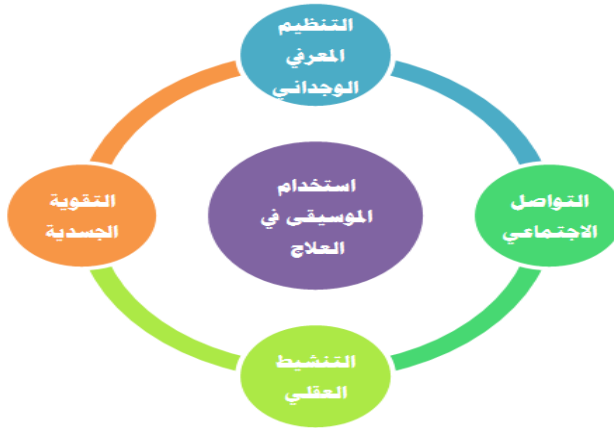 التنظيم
المعرفي
الوجداني
التواصل
الاجتماعي
استخدام
الموسيقى في
العلاج
التقوية
الجسدية
التنشيط
العقلي